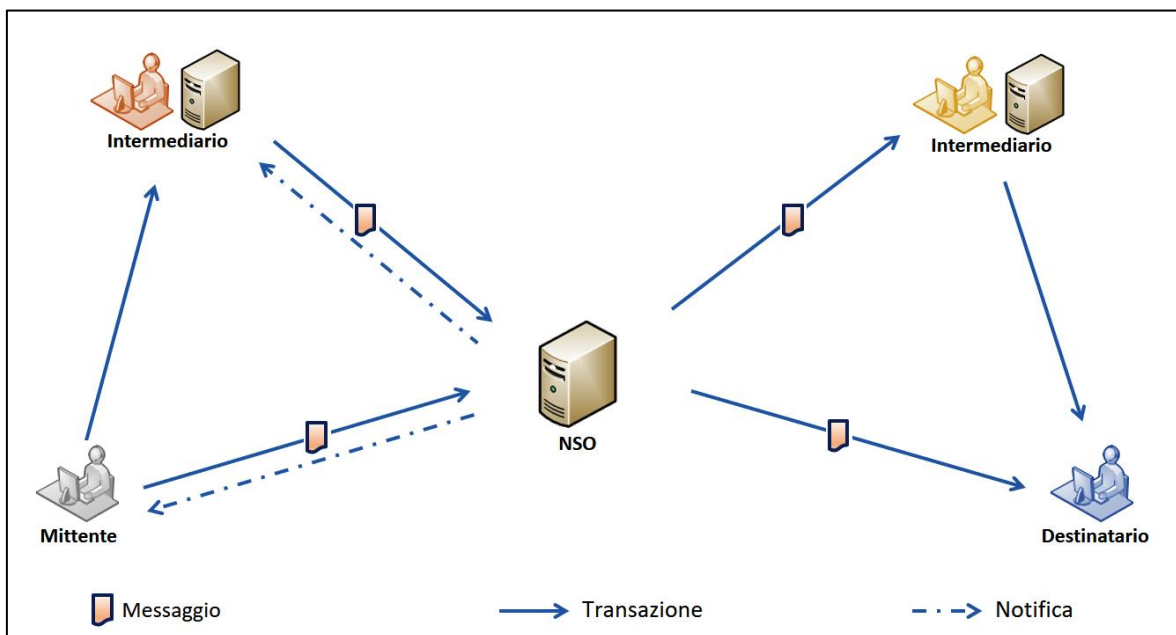 Intermediario
Intermediario
NSO
Mittente
Destinatario
Messaggio
Transazione
Notifica